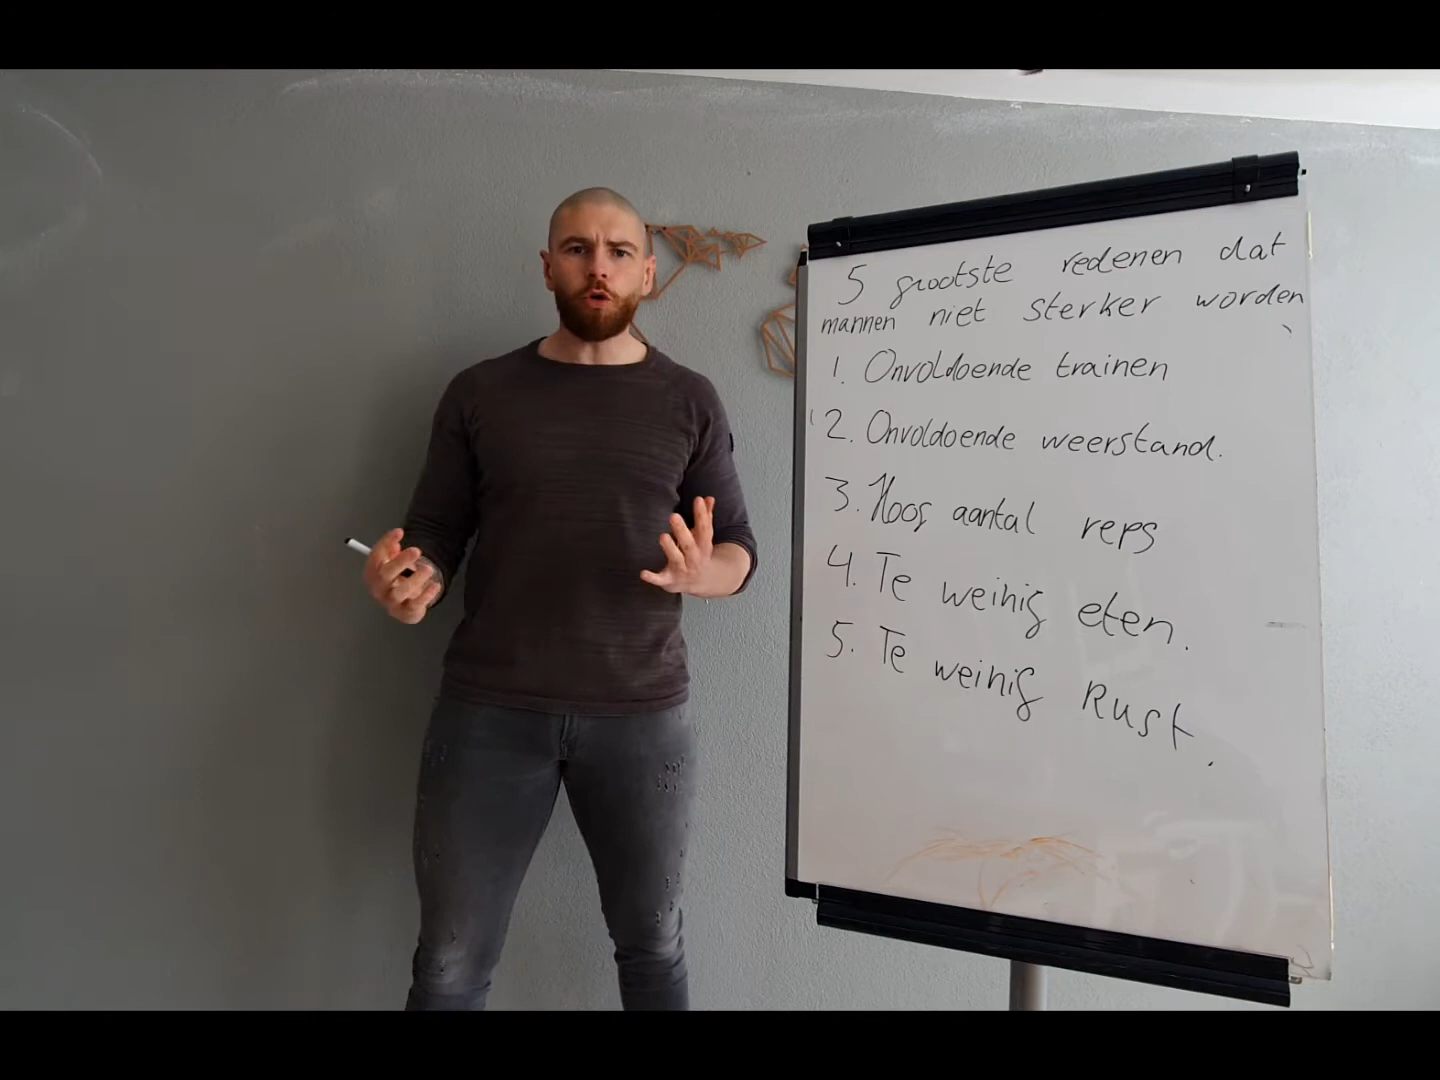 5 grootste redenen dat
mannen niet sterker worden
1. Onvoldoende trainen
2. Onvoldoende weerstand.
3. Hoog aantal reps
4. Te weinig eten.
5. Te weinig Rust.